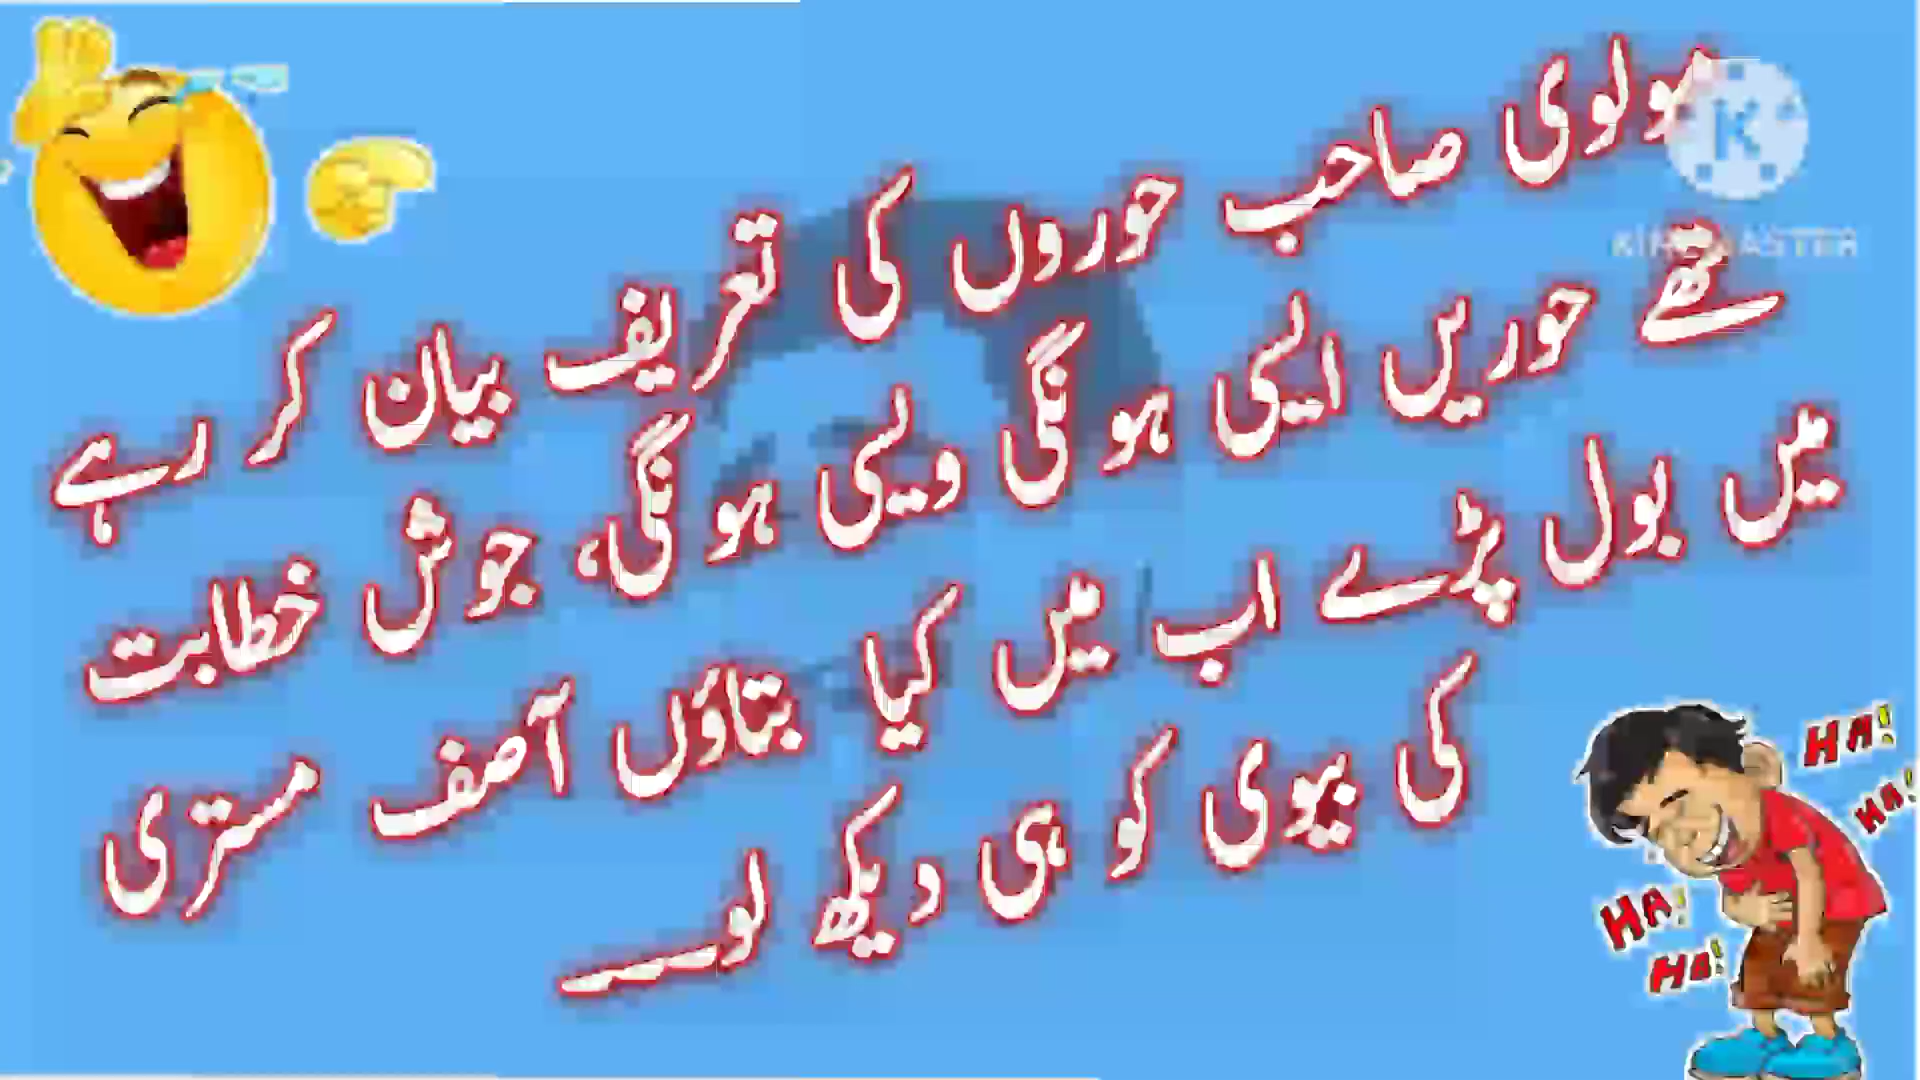 مولوی صاحب حوروں کی تعریف بیان کر رہے
تھے حوریں ایسی ہونگی ویسی ہونگی، جوش خطابت
میں بول پڑے اب میں کیا بتاؤں آصف مستری
کی بیوی کو ہی دیکھ لو۔۔۔
KINEMASTER
HA!
HA!
HA!
HA!